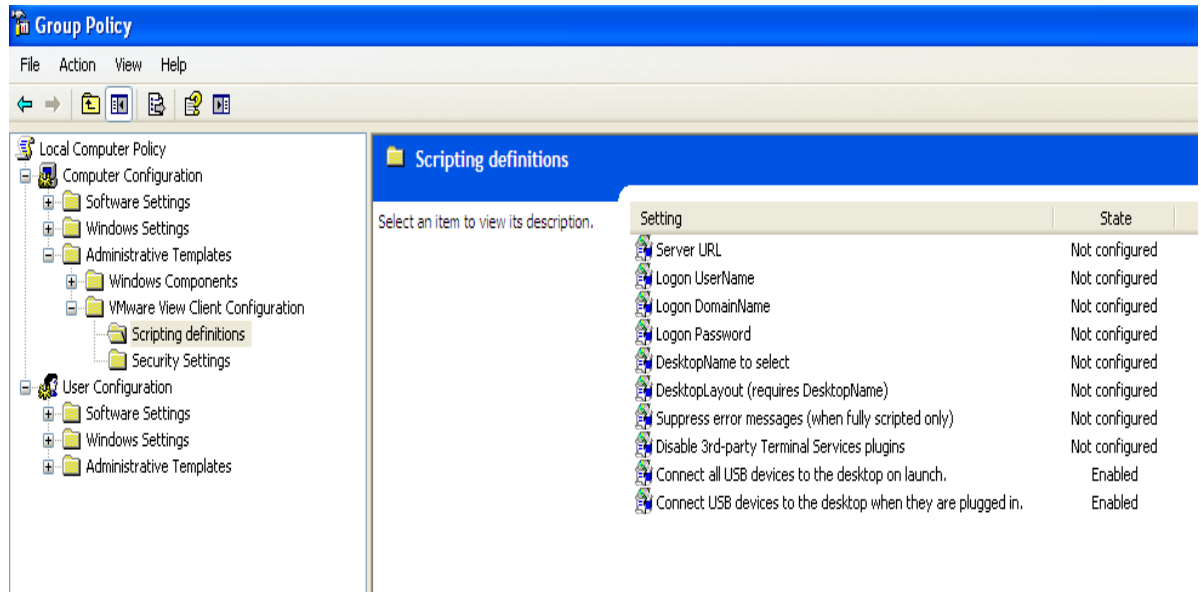 Group Policy
File Action View Help
Local Computer Policy
Computer Configuration
Software Settings
Windows Settings
Administrative Templates
Windows Components
VMware View Client Configuration
Scripting definitions
Security Settings
User Configuration
Software Settings
Windows Settings
Administrative Templates
Scripting definitions
Select an item to view its description.
Setting State
Server URL Not configured
Logon UserName Not configured
Logon DomainName Not configured
Logon Password Not configured
DesktopName to select Not configured
DesktopLayout (requires DesktopName) Not configured
Suppress error messages (when fully scripted only) Not configured
Disable 3rd-party Terminal Services plugins Not configured
Connect all USB devices to the desktop on launch. Enabled
Connect USB devices to the desktop when they are plugged in. Enabled